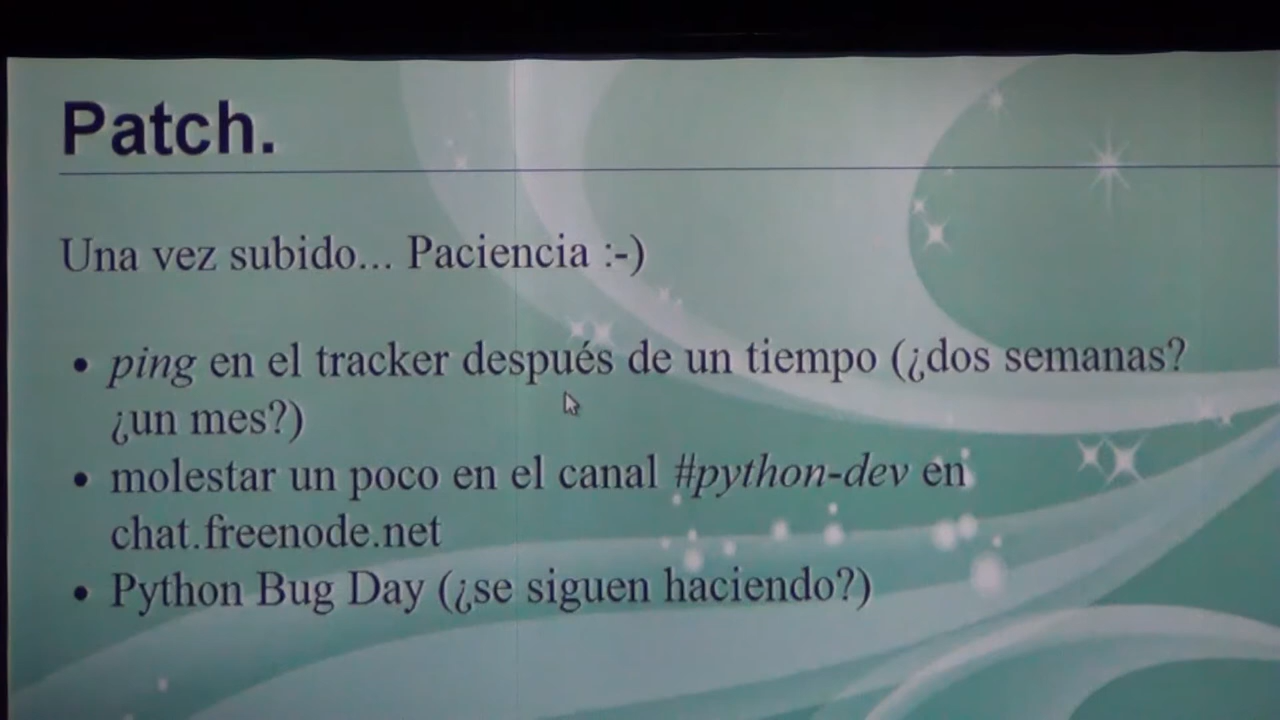 Patch.
Una vez subido... Paciencia :-)
• ping en el tracker después de un tiempo (¿dos semanas?
¿un mes?)
• molestar un poco en el canal #python-dev en
chat.freenode.net
• Python Bug Day (¿se siguen haciendo?)